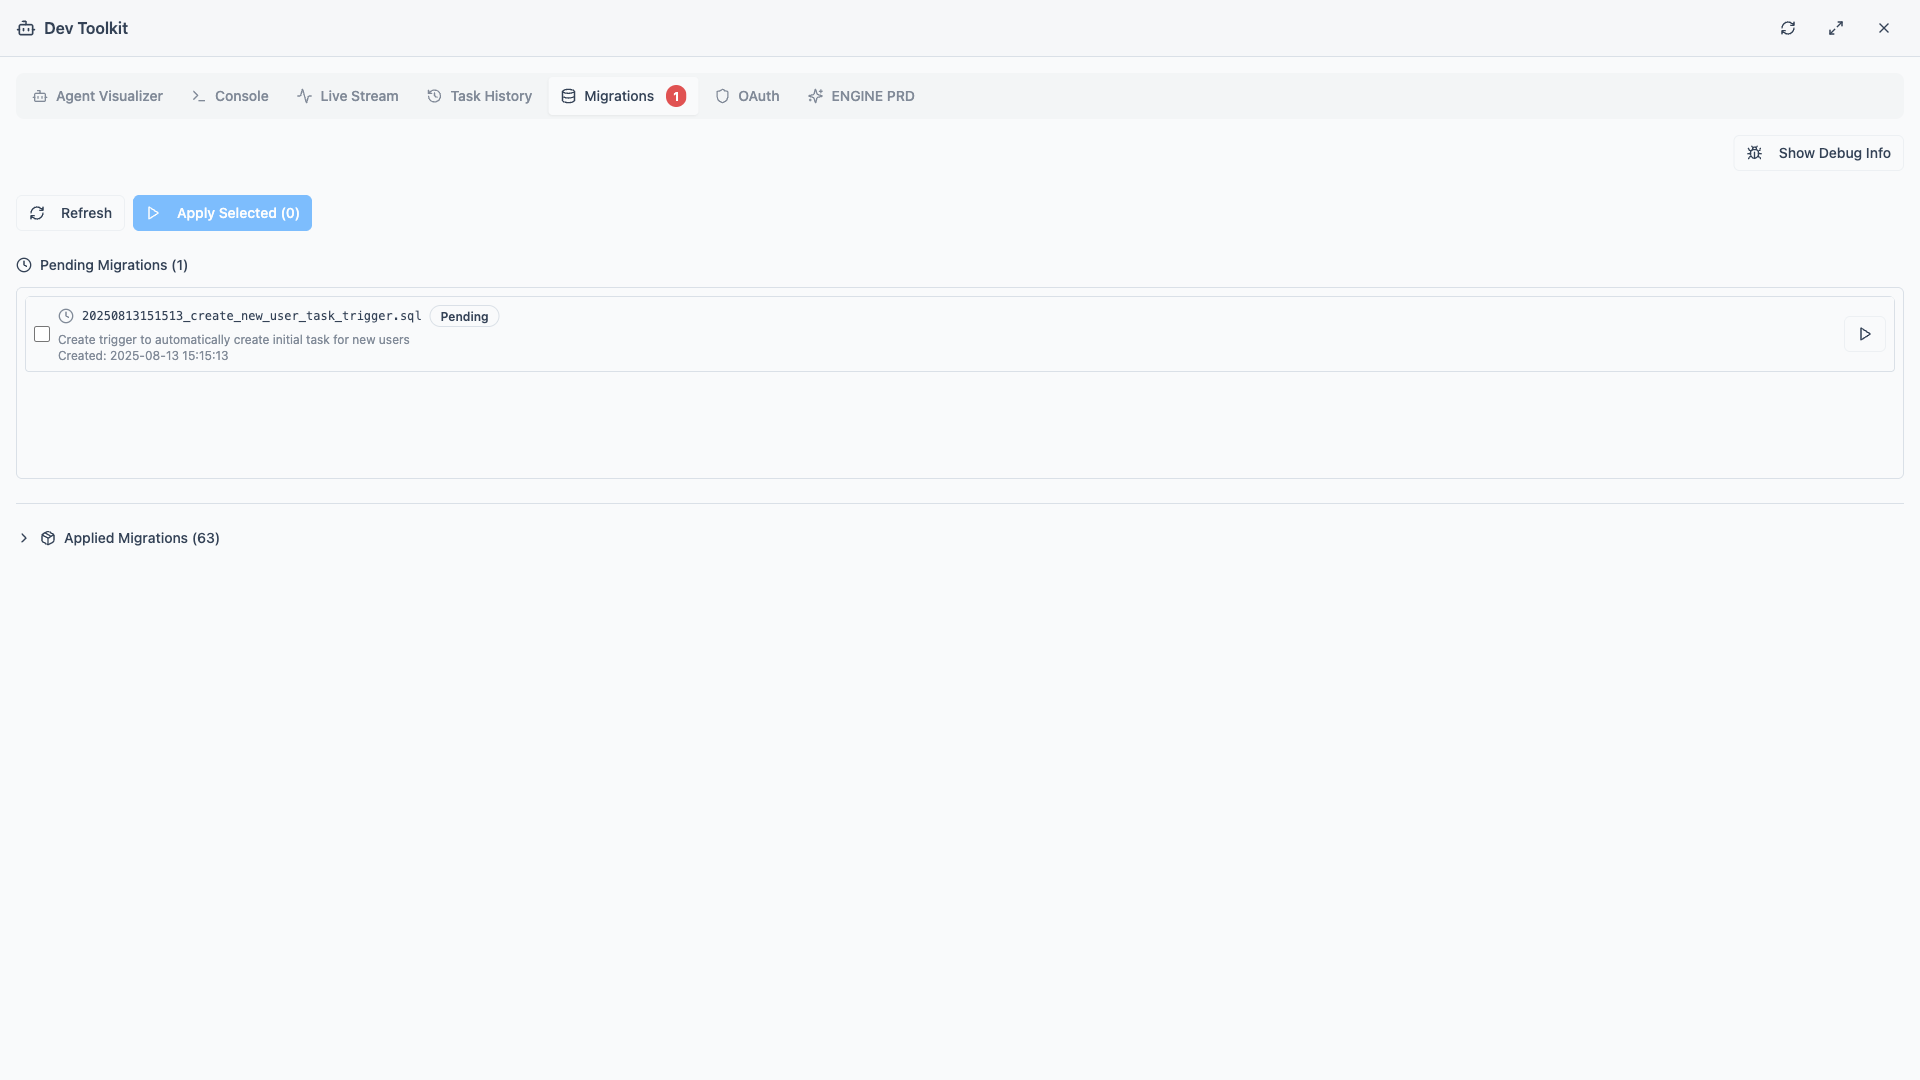 Dev Toolkit
Agent Visualizer Console Live Stream Task History Migrations 1 OAuth ENGINE PRD
Show Debug Info
Refresh Apply Selected (0)
Pending Migrations (1)
20250813151513_create_new_user_task_trigger.sql Pending
Create trigger to automatically create initial task for new users
Created: 2025-08-13 15:15:13
Applied Migrations (63)